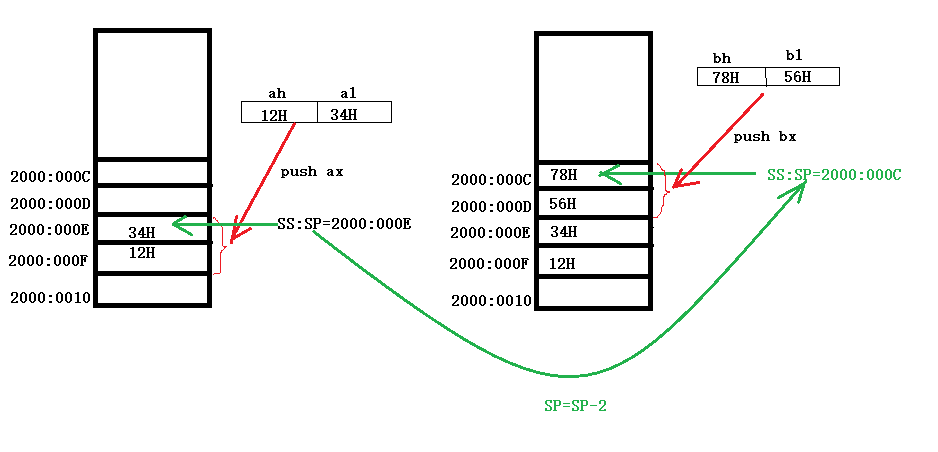 ah al
12H 34H
push ax
2000:000C
2000:000D
2000:000E 34H SS:SP=2000:000E
12H
2000:000F
2000:0010
bh bl
78H 56H
push bx
78H SS:SP=2000:000C
2000:000C
56H
2000:000D
34H
2000:000E
12H
2000:000F
2000:0010
SP=SP-2